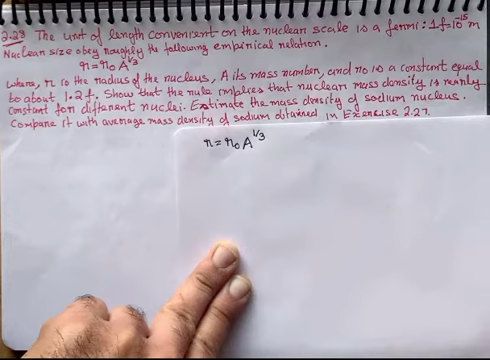 2.28 The unit of length convenient on the nuclear scale is a fermi : 1f=10⁻¹⁵ m
Nuclear size obey roughly the following empirical relation.
r = r₀ A^1/3
where, r is the radius of the nucleus, A its mass number, and r₀ is a constant equal
to about 1.2 f. Show that the rule implies that nuclear mass density is nearly
constant for different nuclei. Estimate the mass density of sodium nucleus.
Compare it with average mass density of sodium obtained in Exercise 2.27.
r = r₀ A^1/3